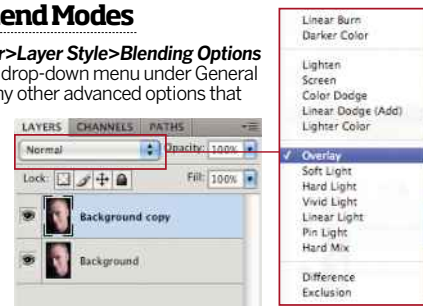 end Modes
r>Layer Style>Blending Options
drop-down menu under General
ny other advanced options that
LAYERS CHANNELS PATHS
Normal Opacity: 100%
Lock: Fill: 100%
Background copy
Background
Linear Burn
Darker Color
Lighten
Screen
Color Dodge
Linear Dodge (Add)
Lighter Color
✓ Overlay
Soft Light
Hard Light
Vivid Light
Linear Light
Pin Light
Hard Mix
Difference
Exclusion